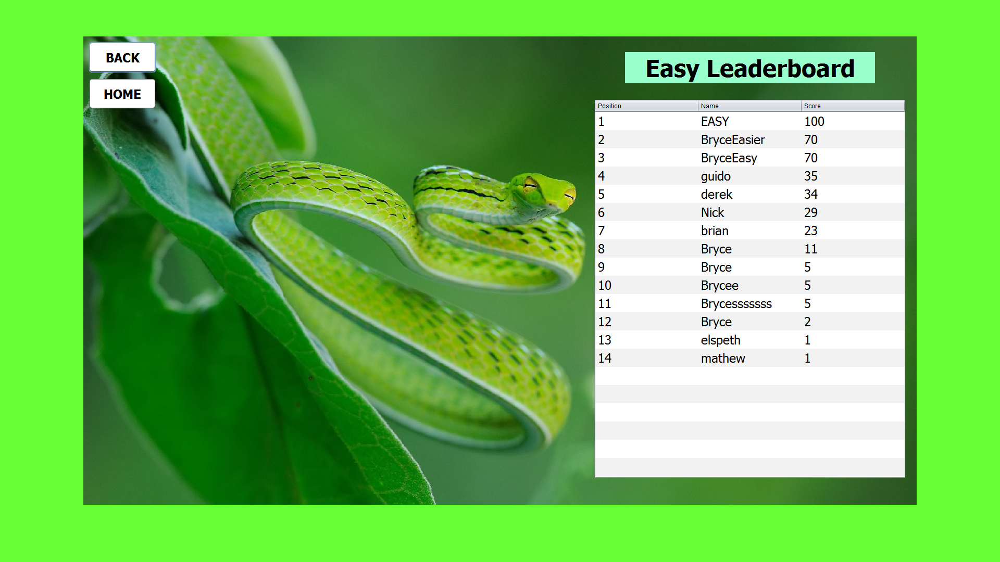 BACK
HOME
Easy Leaderboard
Position Name Score
1 EASY 100
2 BryceEasier 70
3 BryceEasy 70
4 guido 35
5 derek 34
6 Nick 29
7 brian 23
8 Bryce 11
9 Bryce 5
10 Brycee 5
11 Brycesssssss 5
12 Bryce 2
13 elspeth 1
14 mathew 1